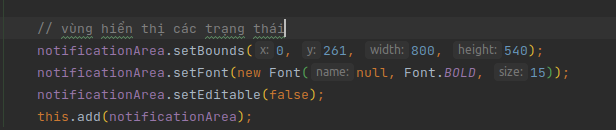 // vùng hiển thị các trạng thái
notificationArea.setBounds( x: 0, y: 261, width: 800, height: 540);
notificationArea.setFont(new Font( name: null, Font.BOLD, size: 15));
notificationArea.setEditable(false);
this.add(notificationArea);